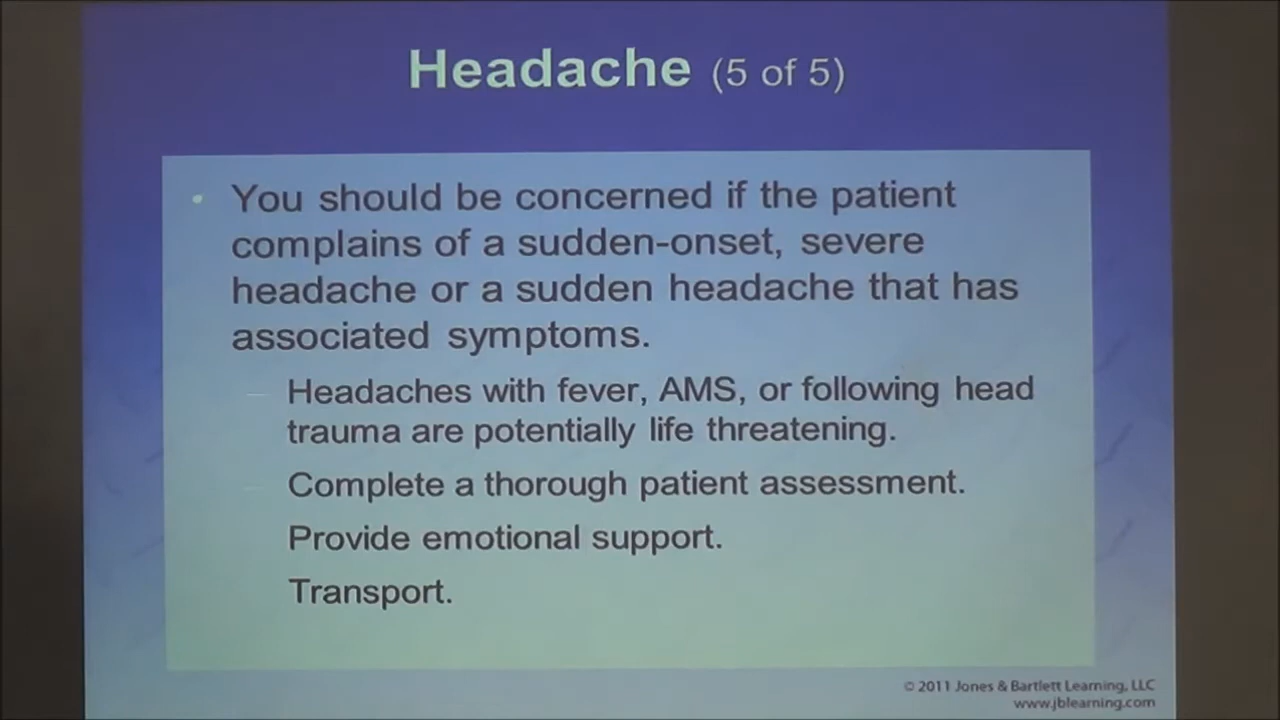 Headache (5 of 5)
• You should be concerned if the patient
complains of a sudden-onset, severe
headache or a sudden headache that has
associated symptoms.
– Headaches with fever, AMS, or following head
trauma are potentially life threatening.
– Complete a thorough patient assessment.
Provide emotional support.
Transport.
© 2011 Jones & Bartlett Learning, LLC
www.jblearning.com